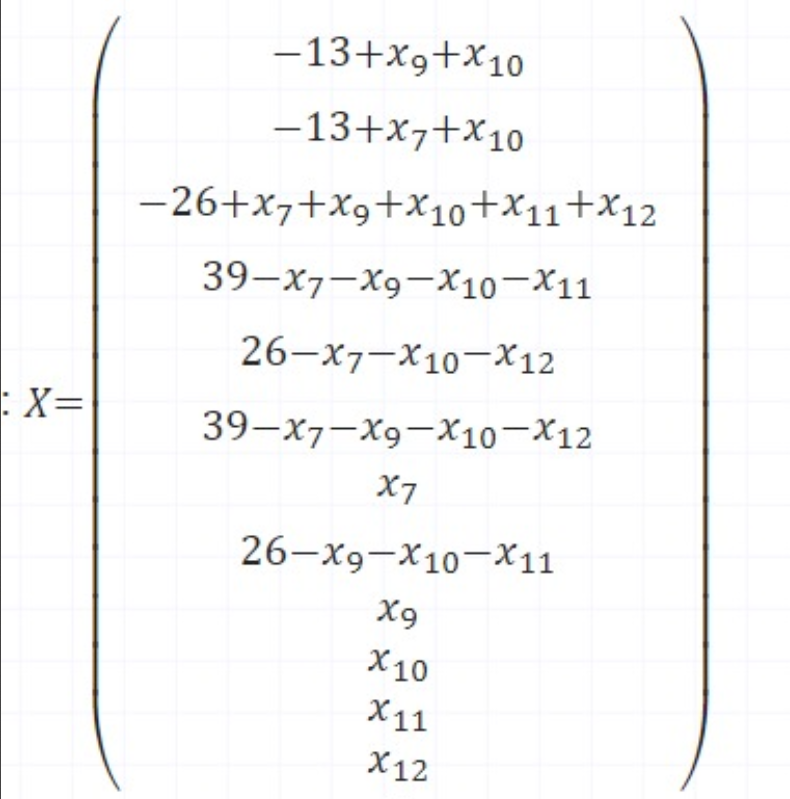 −13+x₉+x₁₀
−13+x₇+x₁₀
−26+x₇+x₉+x₁₀+x₁₁+x₁₂
39−x₇−x₉−x₁₀−x₁₁
26−x₇−x₁₀−x₁₂
: X=
39−x₇−x₉−x₁₀−x₁₂
x₇
26−x₉−x₁₀−x₁₁
x₉
x₁₀
x₁₁
x₁₂